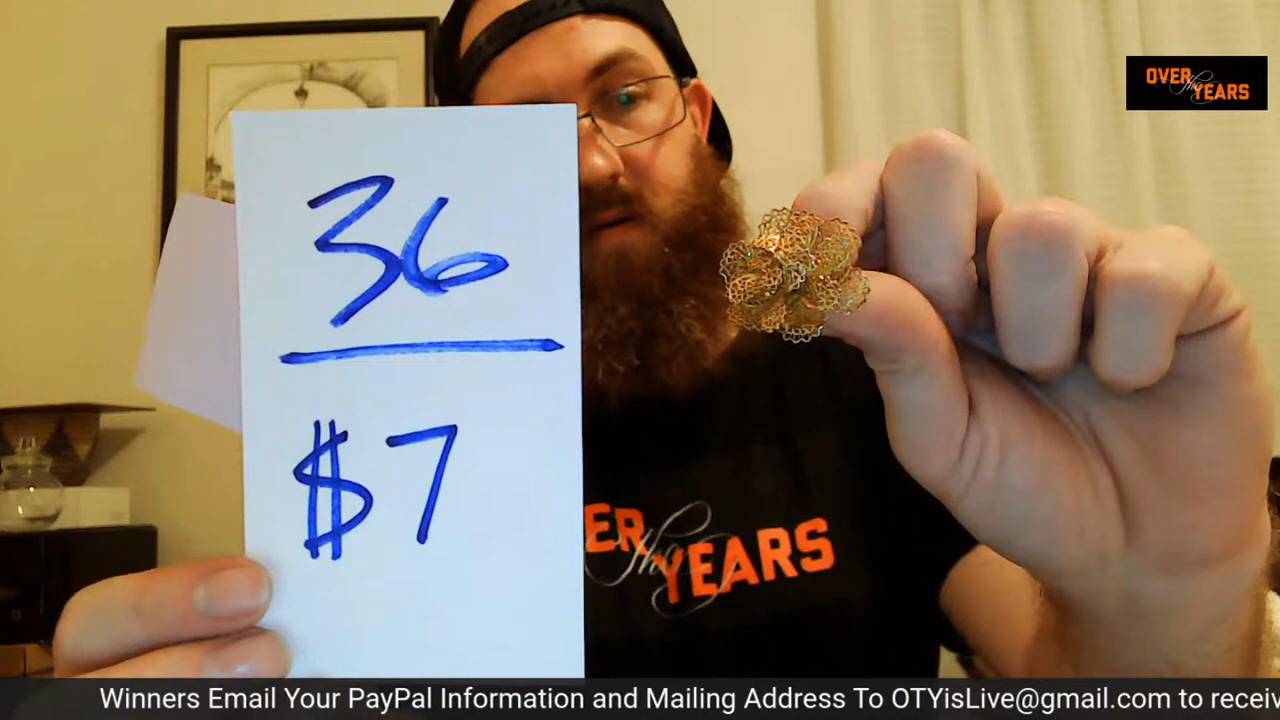 36
$7
OVER the YEARS
OVER the YEARS
Winners Email Your PayPal Information and Mailing Address To OTYisLive@gmail.com to receiv